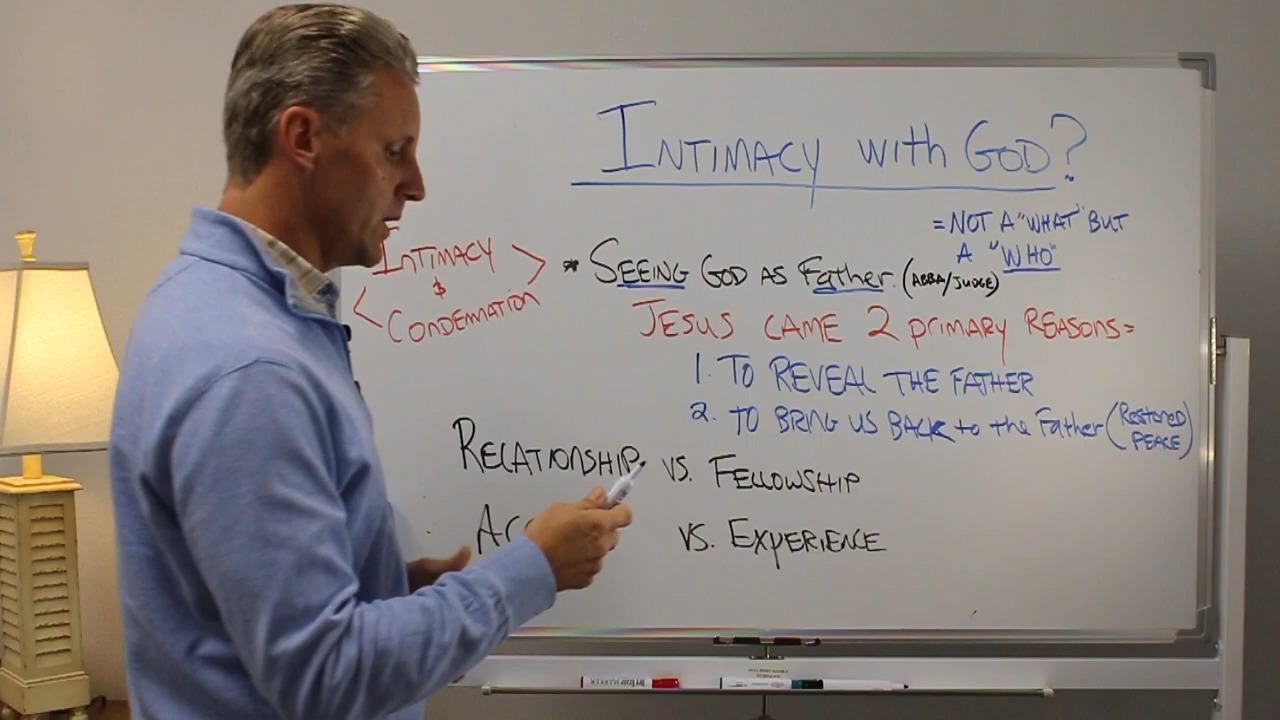 INTIMACY with GOD?
= NOT A "WHAT" BUT
A "WHO"
INTIMACY
&
CONDEMNATION
* SEEING GOD AS Father. (ABBA/JUDGE)
JESUS CAME 2 primary REASONS=
1. TO REVEAL THE FATHER
2. TO BRING US BACK to the Father (Restored PEACE)
RELATIONSHIP vs. FELLOWSHIP
vs. EXPERIENCE